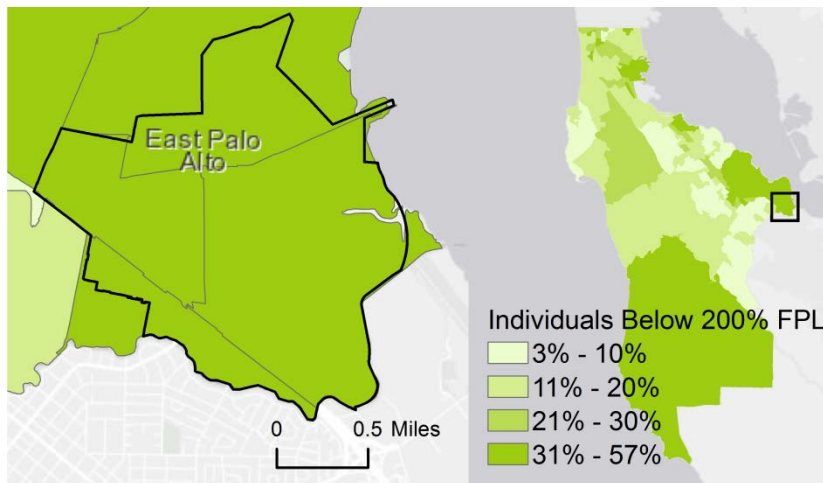 East Palo
Alto
0 0.5 Miles
Individuals Below 200% FPL
3% - 10%
11% - 20%
21% - 30%
31% - 57%